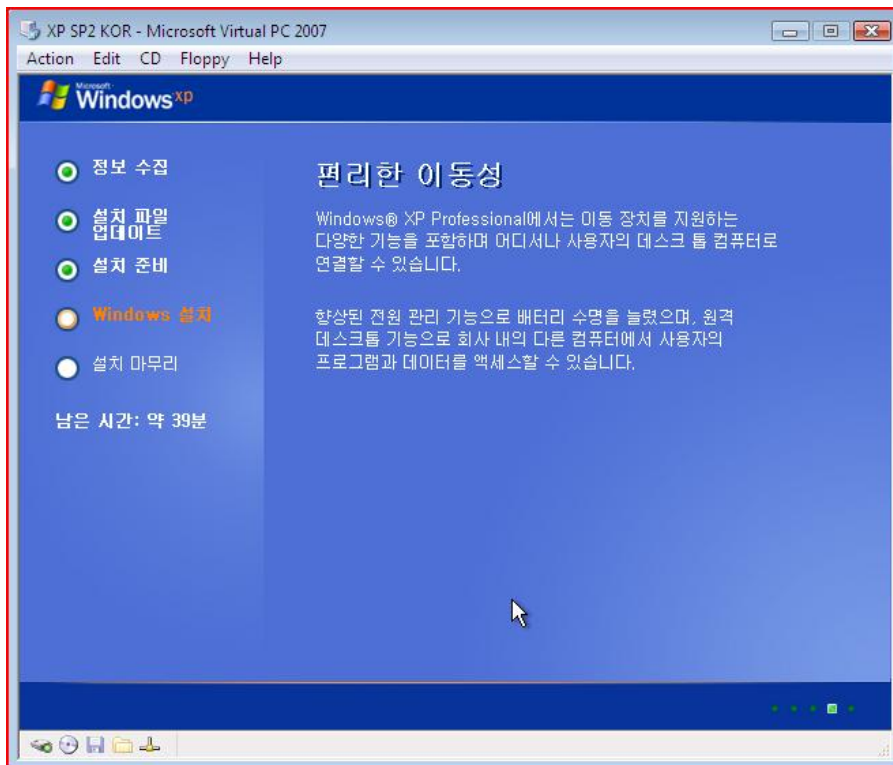 XP SP2 KOR - Microsoft Virtual PC 2007
Action Edit CD Floppy Help
Microsoft
Windows xp
정보 수집
설치 파일
업데이트
설치 준비
Windows 설치
설치 마무리
남은 시간: 약 39분
편리한 이동성
Windows® XP Professional에서는 이동 장치를 지원하는
다양한 기능을 포함하며 어디서나 사용자의 데스크 톱 컴퓨터로
연결할 수 있습니다.
향상된 전원 관리 기능으로 배터리 수명을 늘렸으며, 원격
데스크톱 기능으로 회사 내의 다른 컴퓨터에서 사용자의
프로그램과 데이터를 액세스할 수 있습니다.